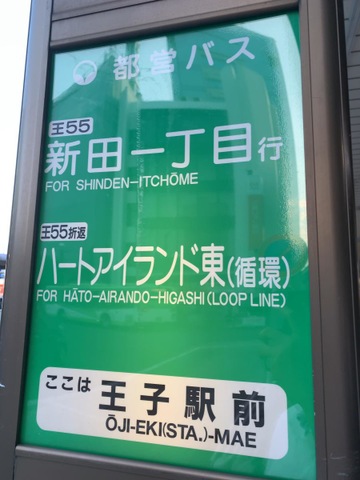 都営バス
王55
新田一丁目行
FOR SHINDEN-ITCHŌME
王55折返
ハートアイランド東(循環)
FOR HĀTO-AIRANDO-HIGASHI(LOOP LINE)
ここは 王子駅前
ŌJI-EKI(STA.)-MAE